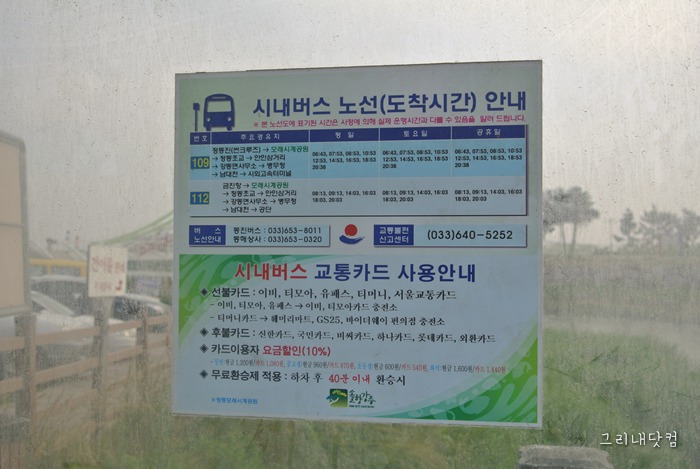 시내버스 노선(도착시간) 안내
※ 본 노선도에 표기된 시간은 사정에 의해 실제 운행시간과 다를 수 있음을 알려 드립니다.
번호 주요경유지 평일 토요일 공휴일
109 정동진(썬크루즈) → 모래시계공원
→ 정동초교 → 안인삼거리
→ 강동면사무소 → 병무청
→ 남대천 → 시외고속터미널
06:43, 07:53, 08:53, 10:53
12:53, 14:53, 16:53, 18:53
20:38
06:43, 07:53, 08:53, 10:53
12:53, 14:53, 16:53, 18:53
20:38
06:43, 07:53, 08:53, 10:53
12:53, 14:53, 16:53, 18:53
20:38
112 금진항 → 모래시계공원
→ 정동초교 → 안인삼거리
→ 강동면사무소 → 병무청
→ 남대천 → 공단
08:13, 09:13, 14:03, 16:03
18:03, 20:03
08:13, 09:13, 14:03, 16:03
18:03, 20:03
08:13, 09:13, 14:03, 16:03
18:03, 20:03
버스
노선안내
동진버스 : 033)653-8011
동해상사 : 033)653-0320
교통불편
신고센터
(033)640-5252
시내버스 교통카드 사용안내
◈ 선불카드 : 이비, 티모아, 유패스, 티머니, 서울교통카드
- 이비, 티모아, 유패스 → 이비, 티모아카드 충전소
- 티머니카드 → 훼미리마트, GS25, 바이더웨이 편의점 충전소
◈ 후불카드 : 신한카드, 국민카드, 비씨카드, 하나카드, 롯데카드, 외환카드
◈ 카드이용자 요금할인(10%)
◈ 무료환승제 적용 : 하차 후 40분 이내 환승시
※정동모래시계공원
솔향강릉
그리내닷컴